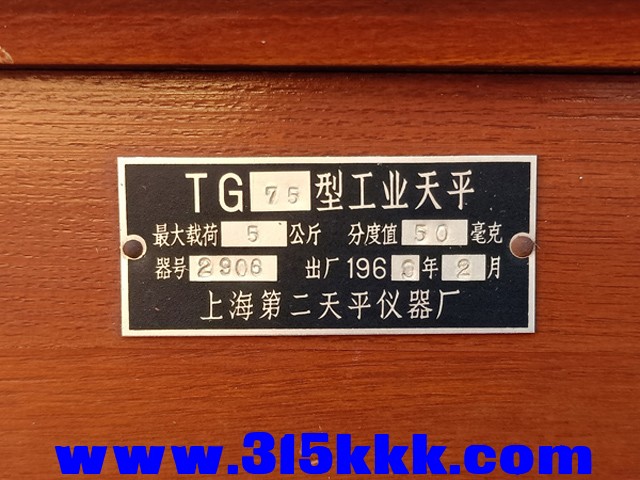 TG 75 型工业天平
最大载荷 5 公斤 分度值 50 毫克
器号 2906 出厂 196 年 2 月
上海第二天平仪器厂
www.315kkk.com